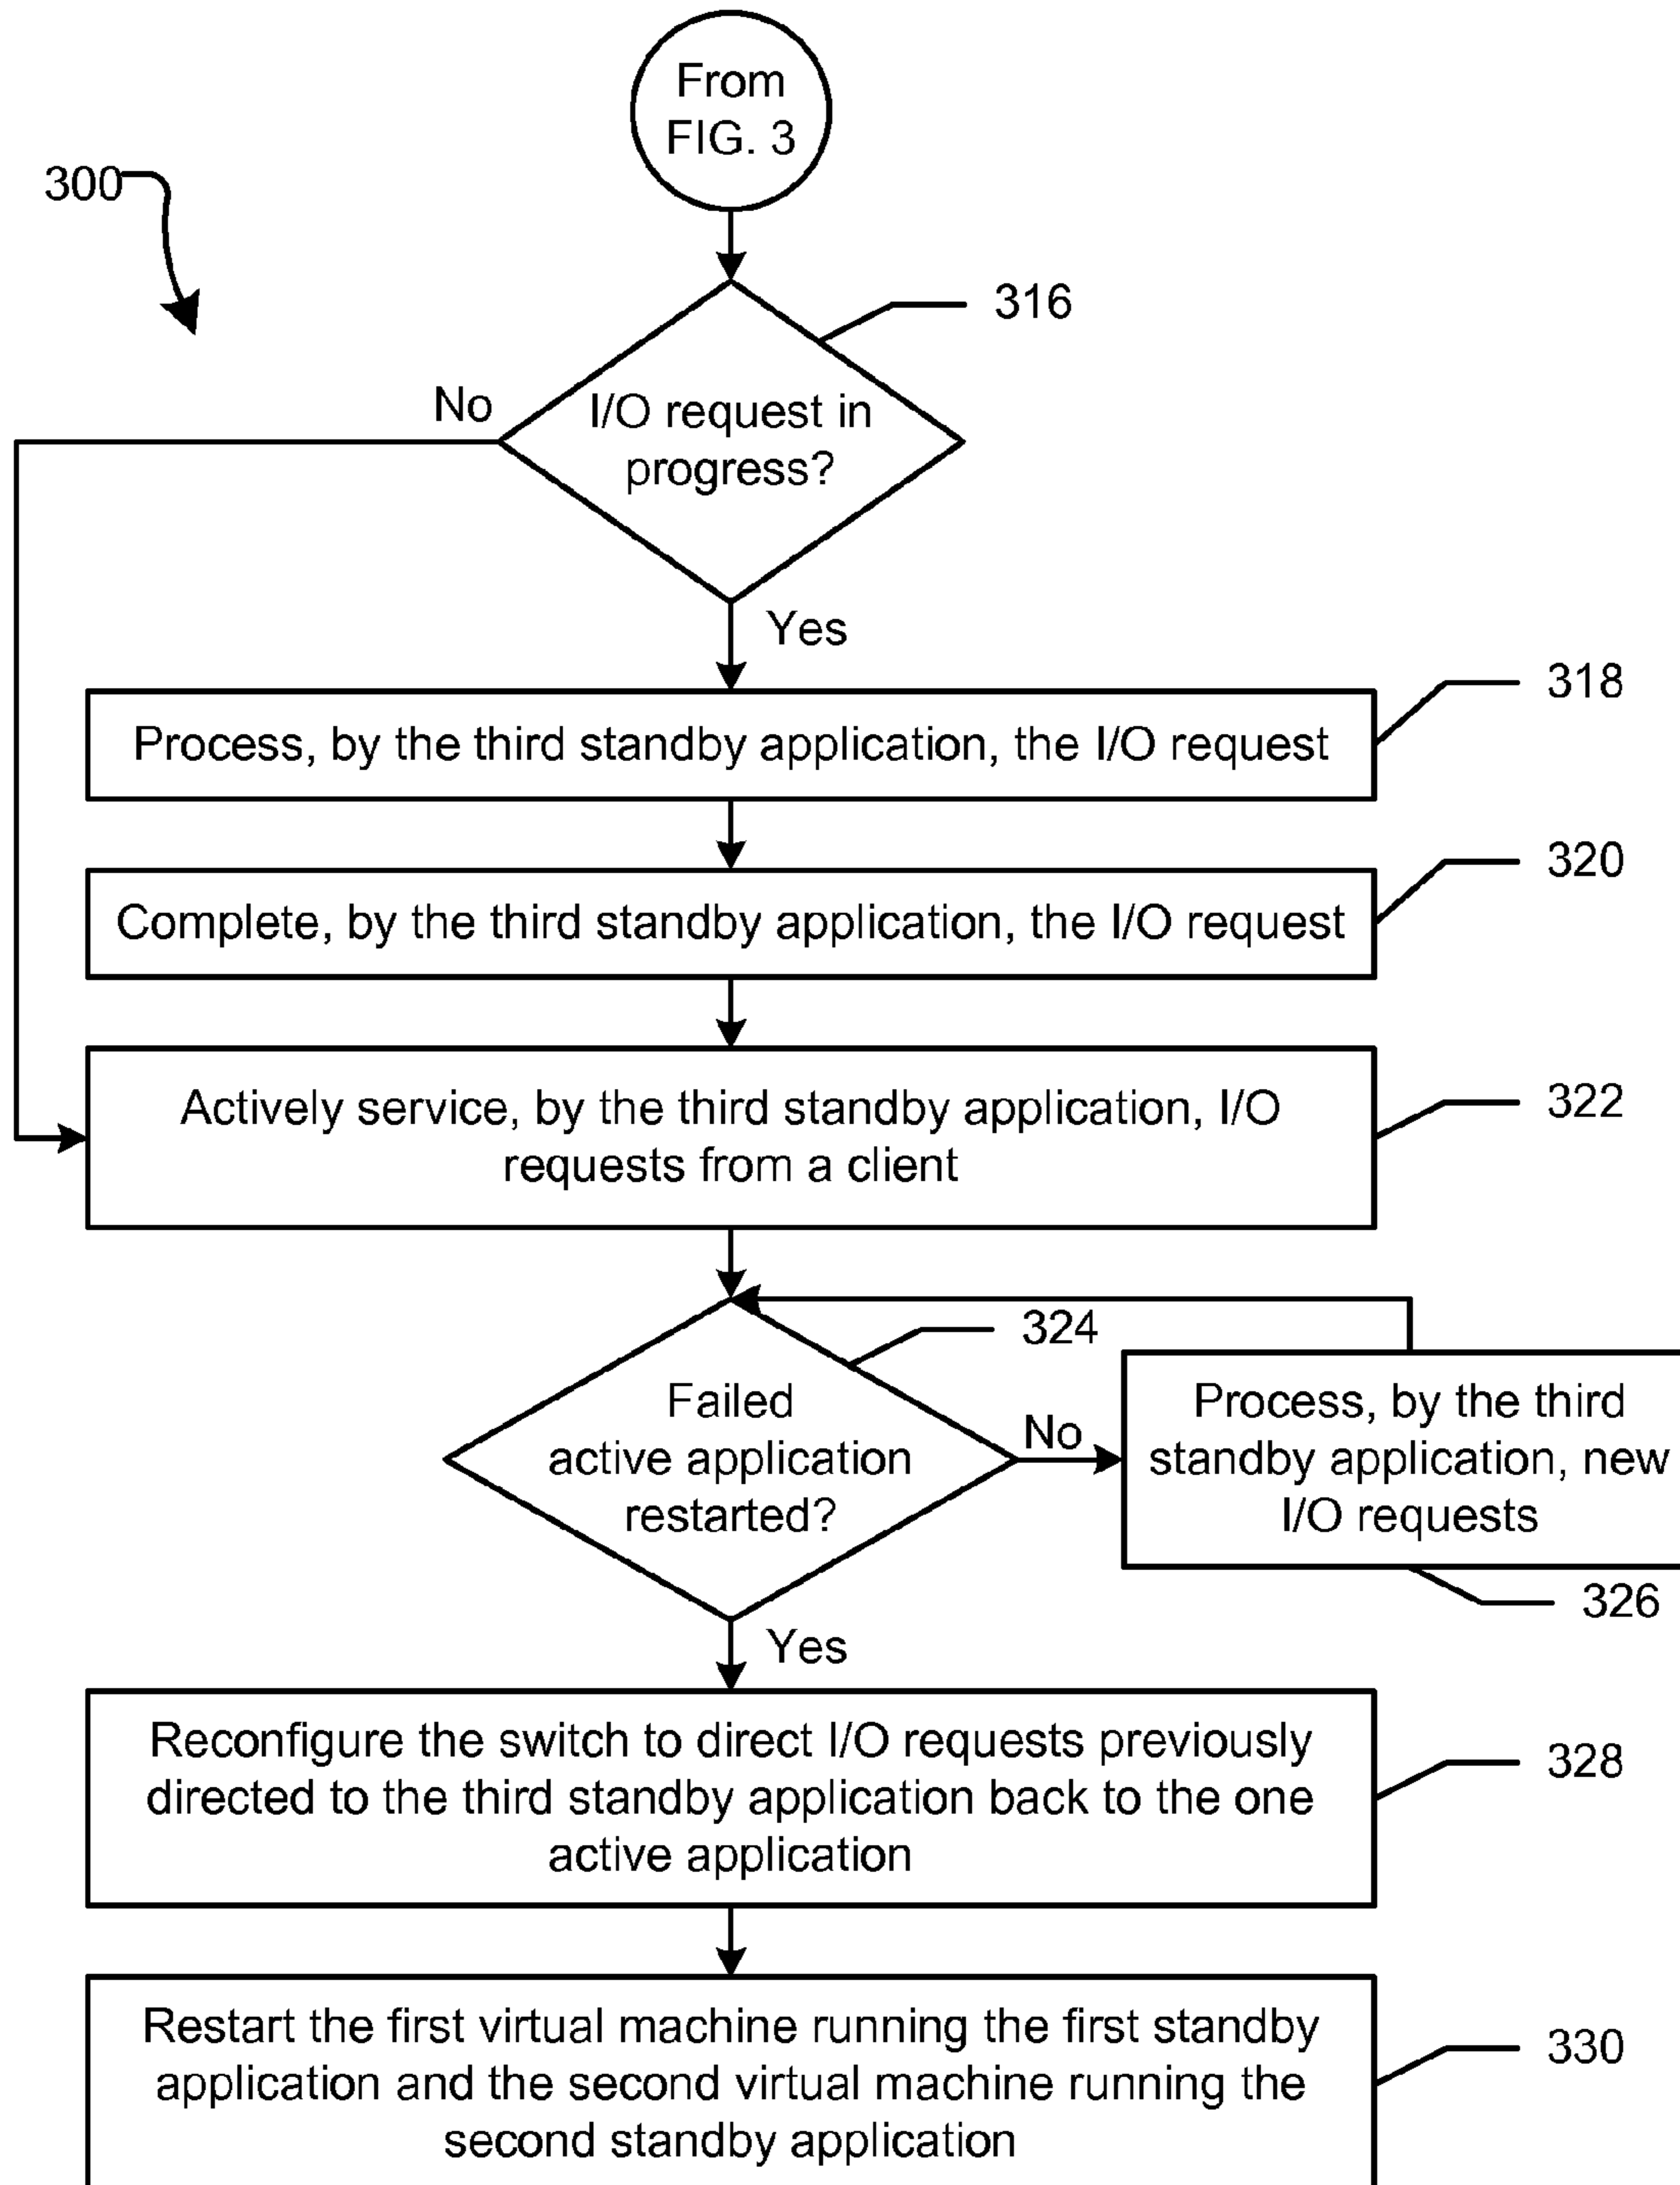 From
FIG. 3
300
316
I/O request in
progress?
No
Yes
318
Process, by the third standby application, the I/O request
320
Complete, by the third standby application, the I/O request
322
Actively service, by the third standby application, I/O
requests from a client
324
Failed
active application
restarted?
No
Process, by the third
standby application, new
I/O requests
326
Yes
Reconfigure the switch to direct I/O requests previously
directed to the third standby application back to the one
active application
328
Restart the first virtual machine running the first standby
application and the second virtual machine running the
second standby application
330